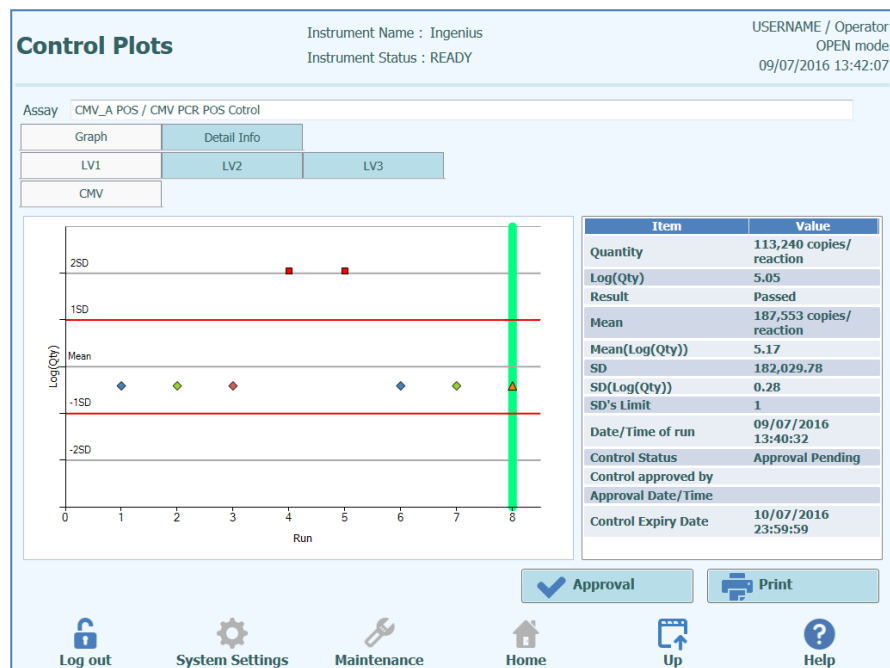 Control Plots
Instrument Name : Ingenius
Instrument Status : READY
USERNAME / Operator
OPEN mode
09/07/2016 13:42:07
Assay CMV_A POS / CMV PCR POS Cotrol
Graph Detail Info
LV1 LV2 LV3
CMV
2SD
1SD
Mean
-1SD
-2SD
Log(Qty)
0 1 2 3 4 5 6 7 8
Run
Item Value
Quantity 113,240 copies/
reaction
Log(Qty) 5.05
Result Passed
Mean 187,553 copies/
reaction
Mean(Log(Qty)) 5.17
SD 182,029.78
SD(Log(Qty)) 0.28
SD's Limit 1
Date/Time of run 09/07/2016
13:40:32
Control Status Approval Pending
Control approved by
Approval Date/Time
Control Expiry Date 10/07/2016
23:59:59
Approval Print
Log out System Settings Maintenance Home Up Help